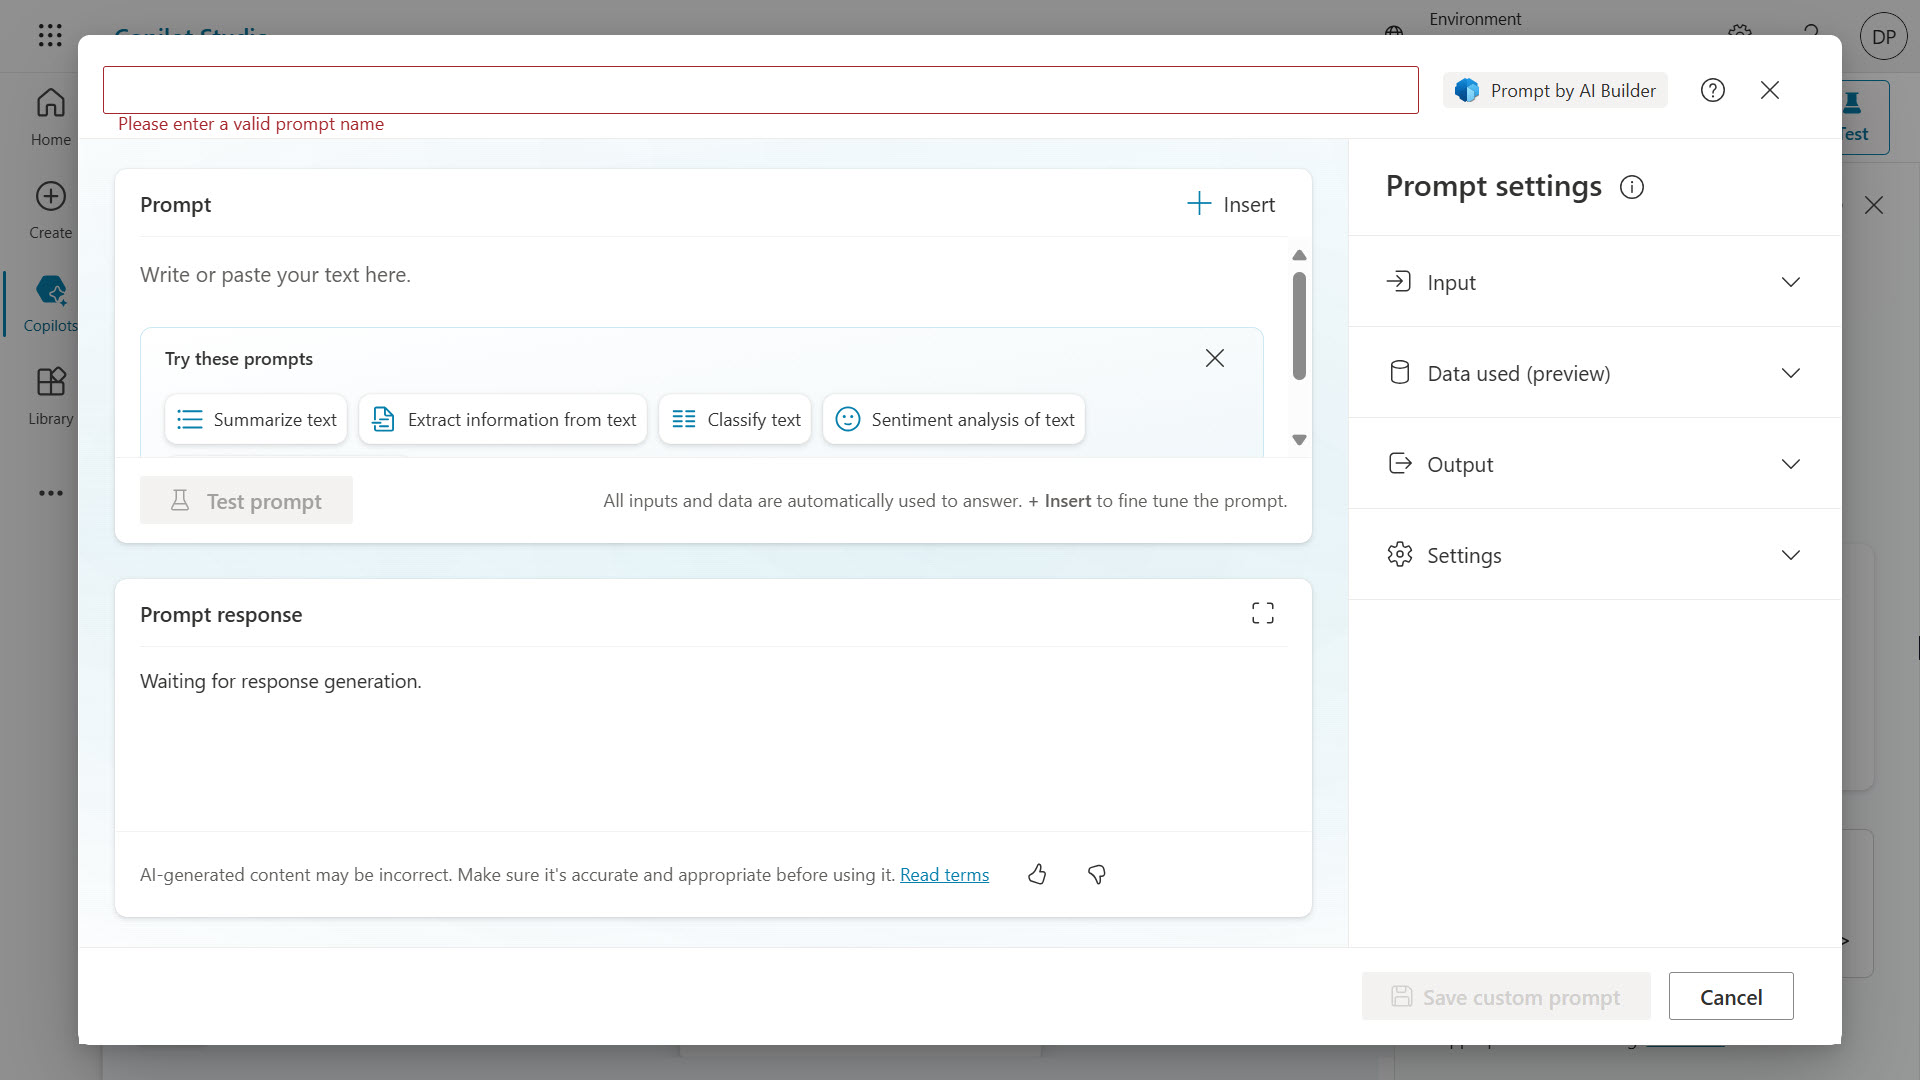 Environment
DP
Prompt by AI Builder
Home
Please enter a valid prompt name
Test
Prompt
Insert
Prompt settings
Create
Write or paste your text here.
Input
Copilots
Try these prompts
Data used (preview)
Library
Summarize text
Extract information from text
Classify text
Sentiment analysis of text
Output
Test prompt
All inputs and data are automatically used to answer. + Insert to fine tune the prompt.
Settings
Prompt response
Waiting for response generation.
AI-generated content may be incorrect. Make sure it's accurate and appropriate before using it. Read terms
Save custom prompt
Cancel